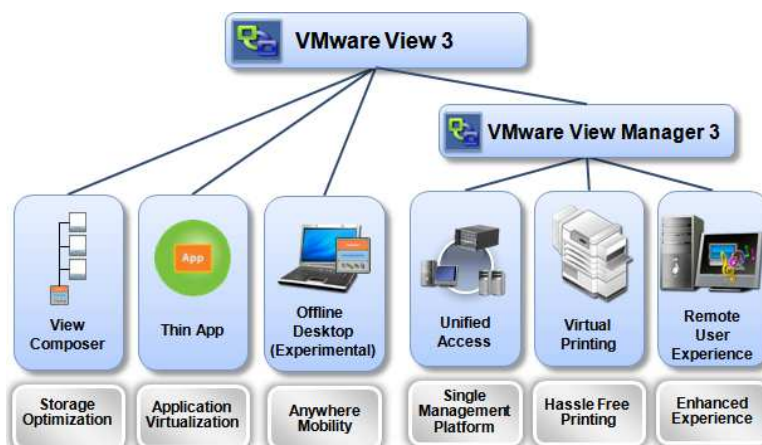 VMware View 3
VMware View Manager 3
View
Composer
App
Thin App
Offline
Desktop
(Experimental)
Unified
Access
Virtual
Printing
Remote
User
Experience
Storage
Optimization
Application
Virtualization
Anywhere
Mobility
Single
Management
Platform
Hassle Free
Printing
Enhanced
Experience